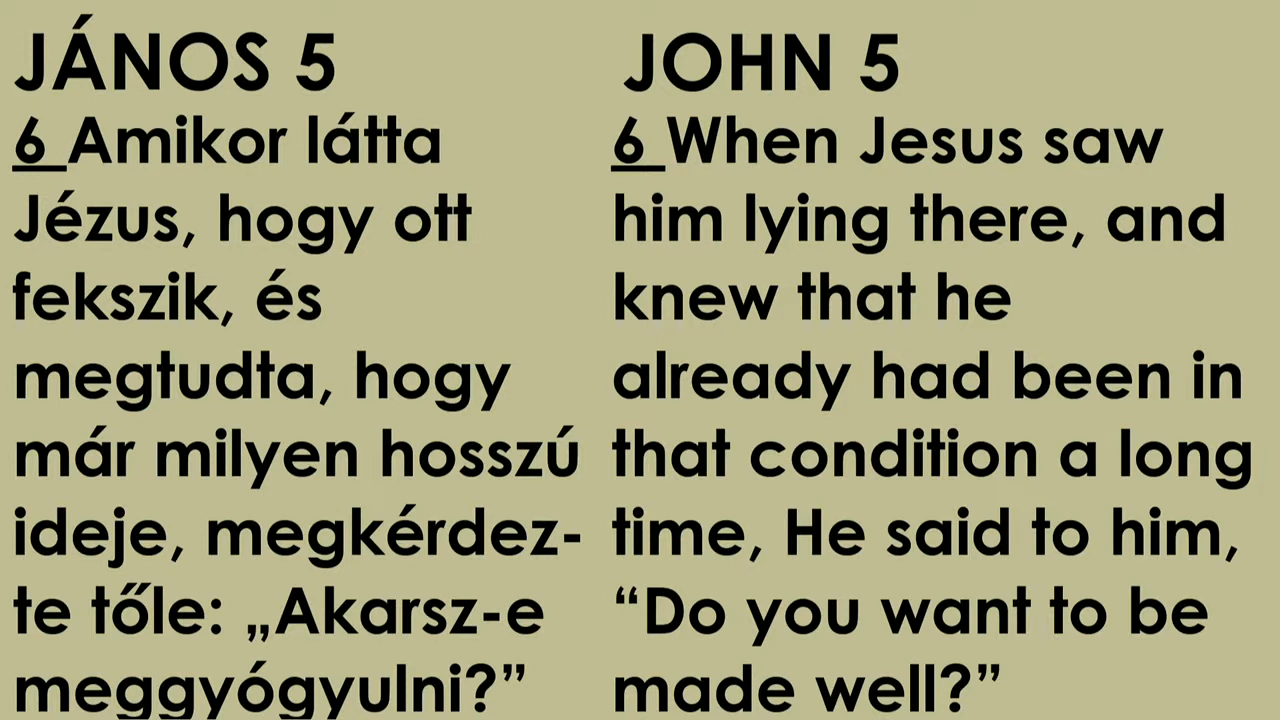 JÁNOS 5
6 Amikor látta
Jézus, hogy ott
fekszik, és
megtudta, hogy
már milyen hosszú
ideje, megkérdez-
te tőle: „Akarsz-e
meggyógyulni?”
JOHN 5
6 When Jesus saw
him lying there, and
knew that he
already had been in
that condition a long
time, He said to him,
“Do you want to be
made well?”